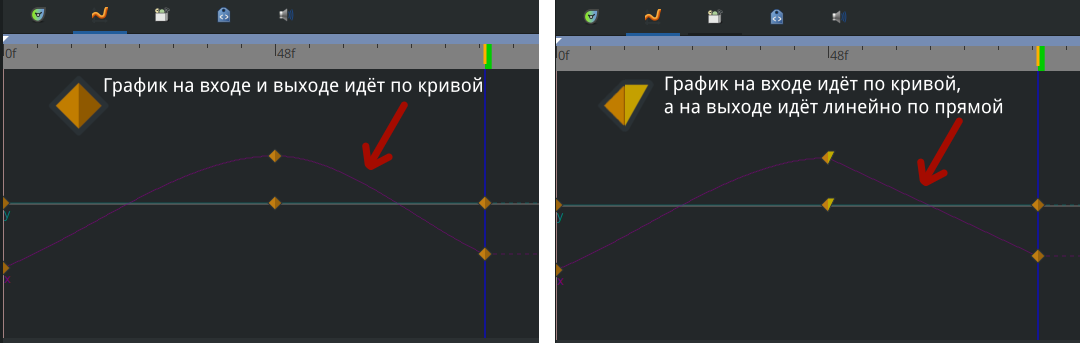 0f
48f
График на входе и выходе идёт по кривой
y
x
0f
48f
График на входе идёт по кривой,
а на выходе идёт линейно по прямой
y
x